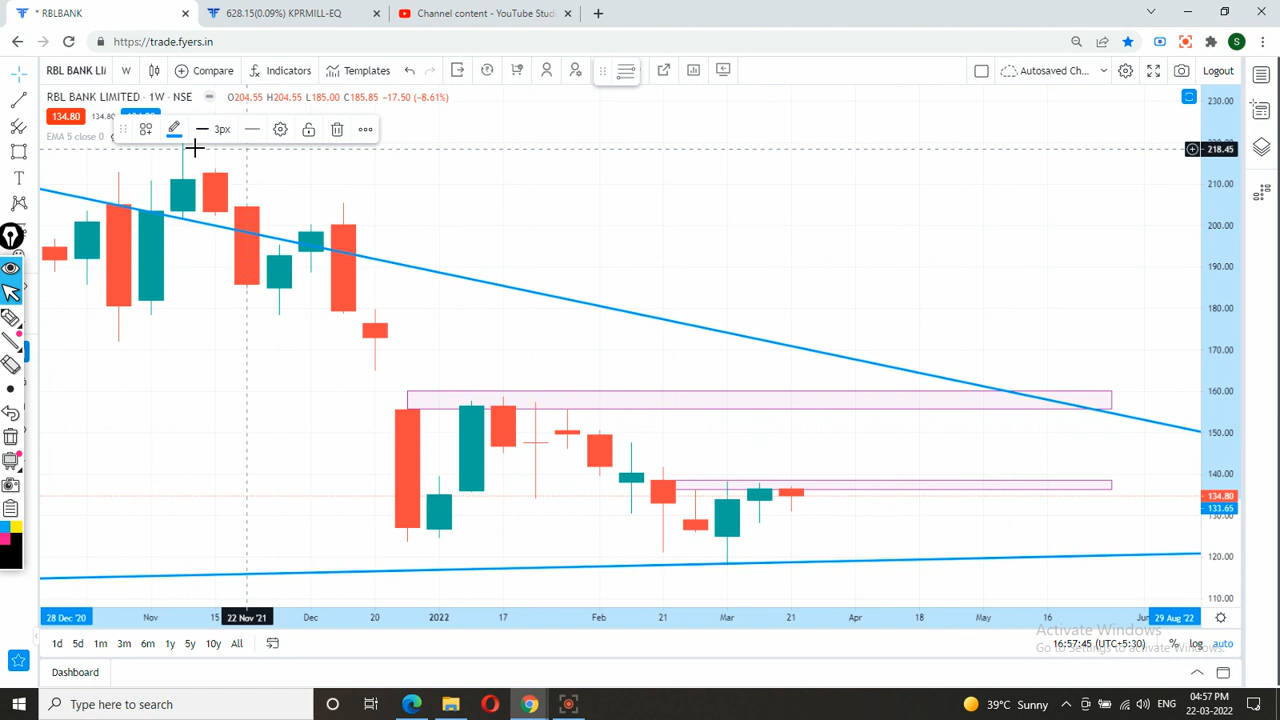 * RBLBANK
628.15(0.09%) KPRMILL-EQ
Channel content - YouTube Studi
https://trade.fyers.in
S
RBL BANK LII
W
Compare
Indicators
Templates
Autosaved Ch...
Logout
RBL BANK LIMITED · 1W · NSE
O204.55 H204.55 L185.00 C185.85 -17.50 (-8.61%)
134.80
134.80
EMA 5 close 0
3px
230.00
218.45
210.00
200.00
190.00
180.00
170.00
160.00
150.00
140.00
134.80
133.65
120.00
110.00
28 Dec '20
Nov
15
22 Nov '21
Dec
20
2022
17
Feb
21
Mar
21
Apr
18
May
16
29 Aug '22
1d
5d
1m
3m
6m
1y
5y
10y
All
16:57:45 (UTC+5:30)
%
log
auto
Activate Windows
Go to Settings to activate Windows.
Dashboard
Type here to search
39°C Sunny
ENG
04:57 PM
22-03-2022